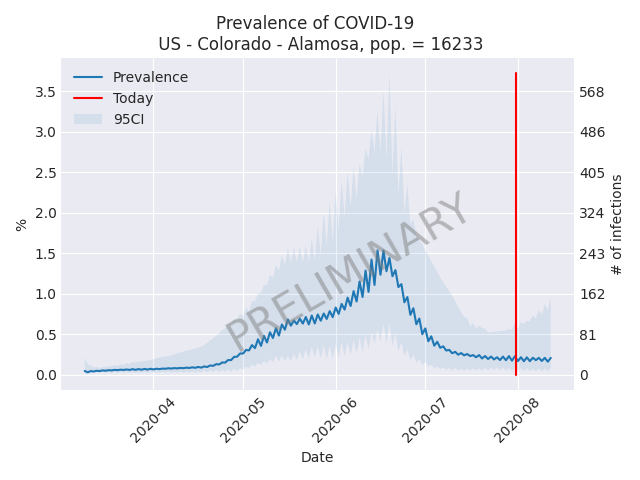 Prevalence of COVID-19
US - Colorado - Alamosa, pop. = 16233
Prevalence
Today
95CI
PRELIMINARY
%
3.5
3.0
2.5
2.0
1.5
1.0
0.5
0.0
568
486
405
324
243
162
81
0
# of infections
2020-04
2020-05
2020-06
2020-07
2020-08
Date